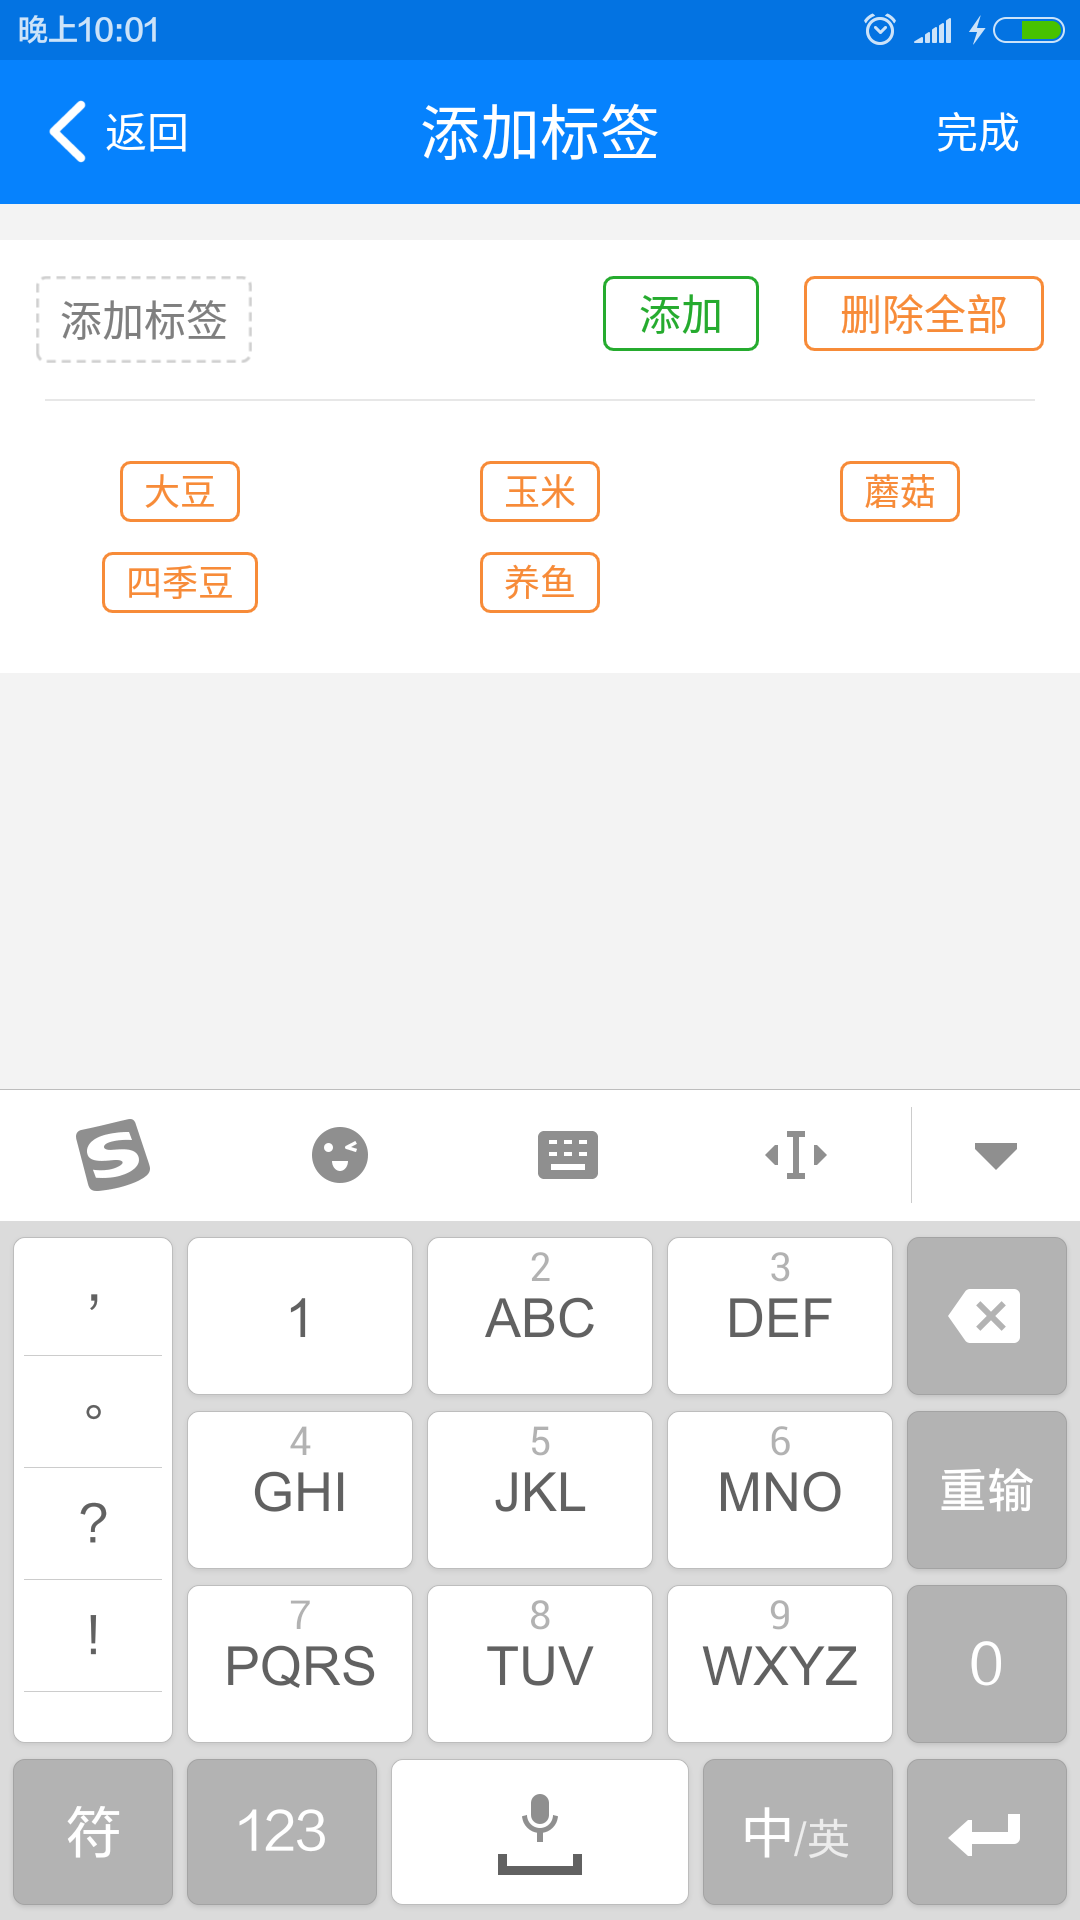 晚上10:01
返回 添加标签 完成
添加标签 添加 删除全部
大豆 玉米 蘑菇
四季豆 养鱼
， 1 2 3
ABC DEF
。 4 5 6
GHI JKL MNO 重输
? 7 8 9
! PQRS TUV WXYZ 0
符 123 中/英